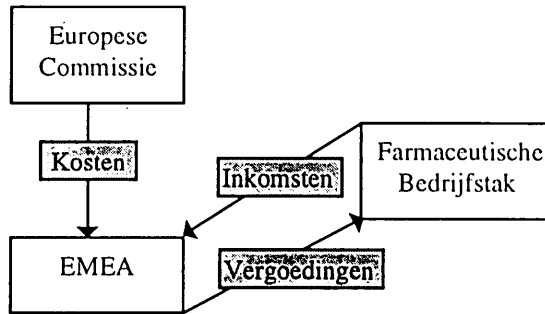 Europese
Commissie
Kosten
Inkomsten
Farmaceutische
Bedrijfstak
EMEA
Vergoedingen